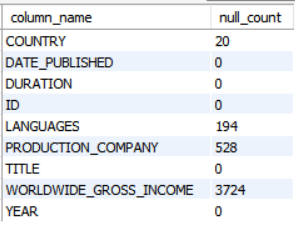 column_name null_count
COUNTRY 20
DATE_PUBLISHED 0
DURATION 0
ID 0
LANGUAGES 194
PRODUCTION_COMPANY 528
TITLE 0
WORLDWIDE_GROSS_INCOME 3724
YEAR 0